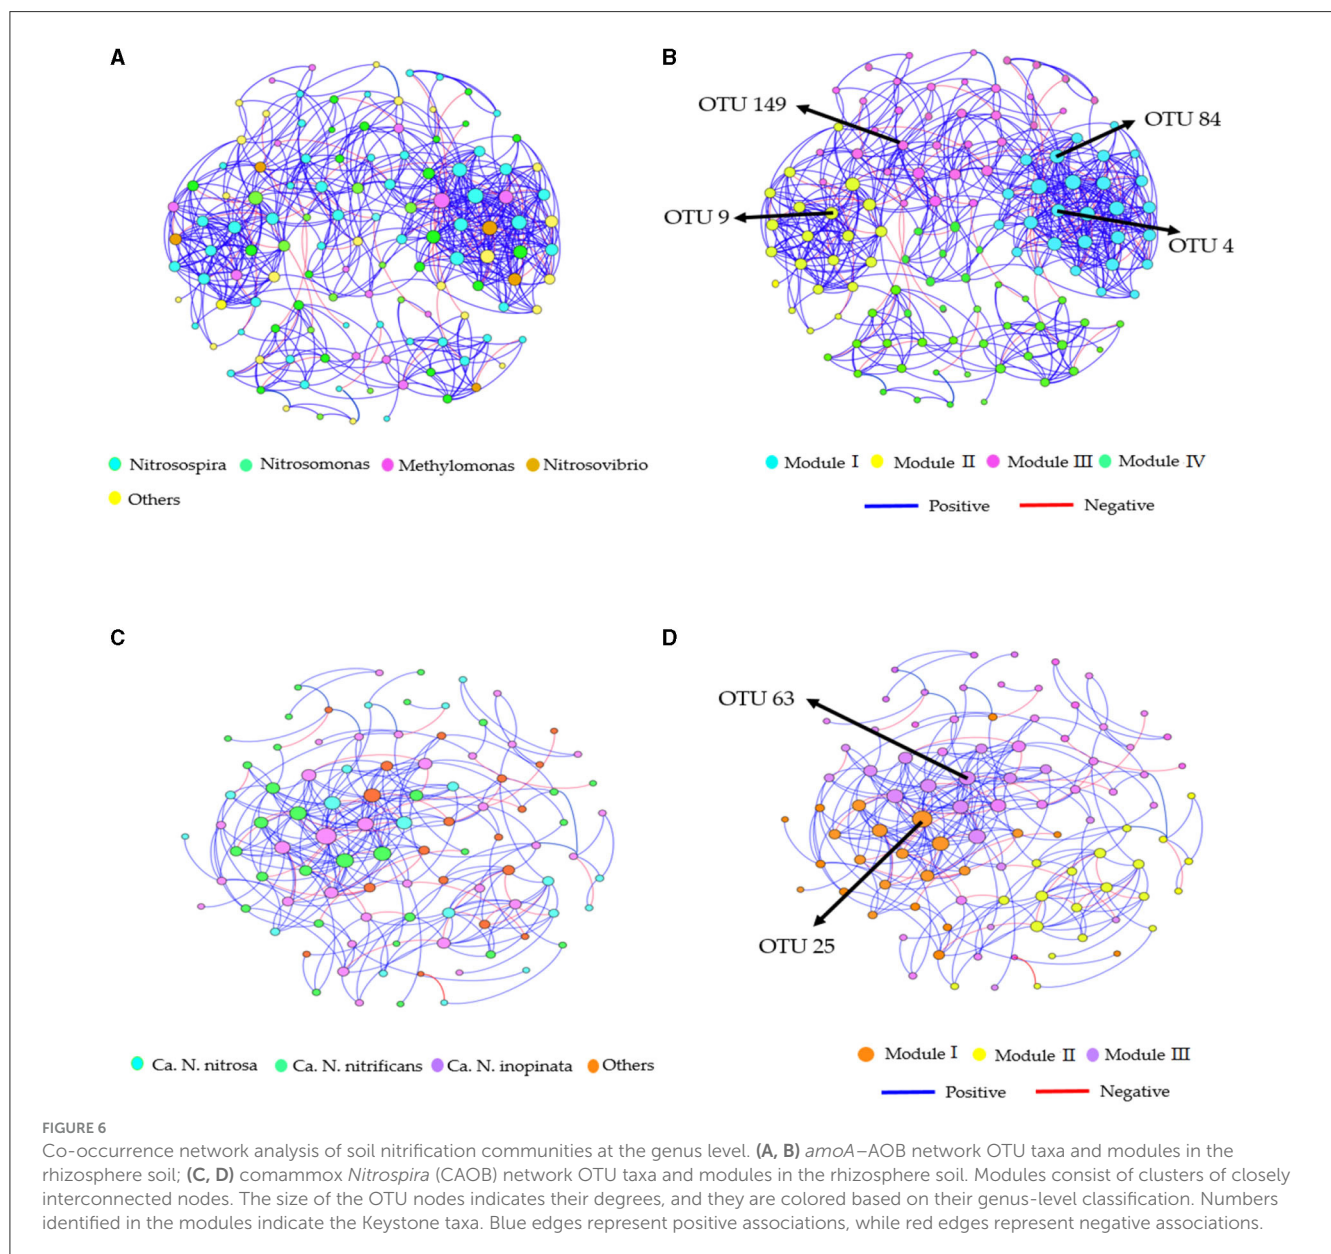 A
B
OTU 149
OTU 84
OTU 9
OTU 4
Nitrosospira Nitrosomonas Methylomonas Nitrosovibrio
Others
Module I Module II Module III Module IV
Positive Negative
C
D
OTU 63
OTU 25
Ca. N. nitrosa Ca. N. nitrificans Ca. N. inopinata Others
Module I Module II Module III
Positive Negative
FIGURE 6
Co-occurrence network analysis of soil nitrification communities at the genus level. (A, B) amoA–AOB network OTU taxa and modules in the
rhizosphere soil; (C, D) comammox Nitrospira (CAOB) network OTU taxa and modules in the rhizosphere soil. Modules consist of clusters of closely
interconnected nodes. The size of the OTU nodes indicates their degrees, and they are colored based on their genus-level classification. Numbers
identified in the modules indicate the Keystone taxa. Blue edges represent positive associations, while red edges represent negative associations.